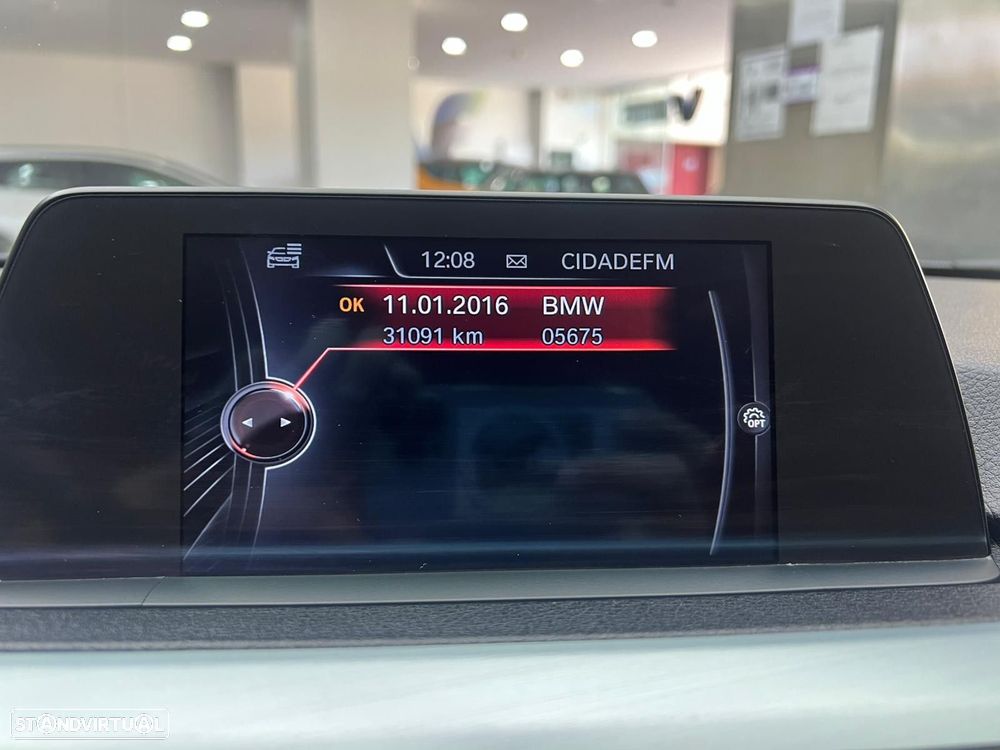 12:08 CIDADEFM
OK 11.01.2016 BMW
31091 km 05675
OPT
STANDVIRTUAL